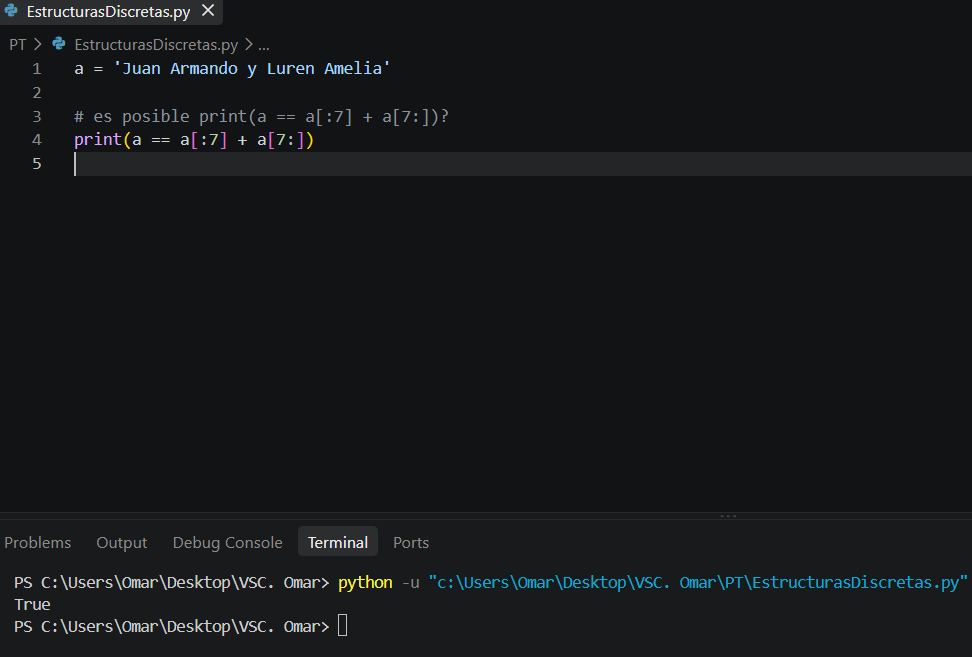 EstructurasDiscretas.py
PT > EstructurasDiscretas.py > ...
1 a = 'Juan Armando y Luren Amelia'
2
3 # es posible print(a == a[:7] + a[7:])?
4 print(a == a[:7] + a[7:])
5
Problems Output Debug Console Terminal Ports
PS C:\Users\Omar\Desktop\VSC. Omar> python -u "c:\Users\Omar\Desktop\VSC. Omar\PT\EstructurasDiscretas.py"
True
PS C:\Users\Omar\Desktop\VSC. Omar>